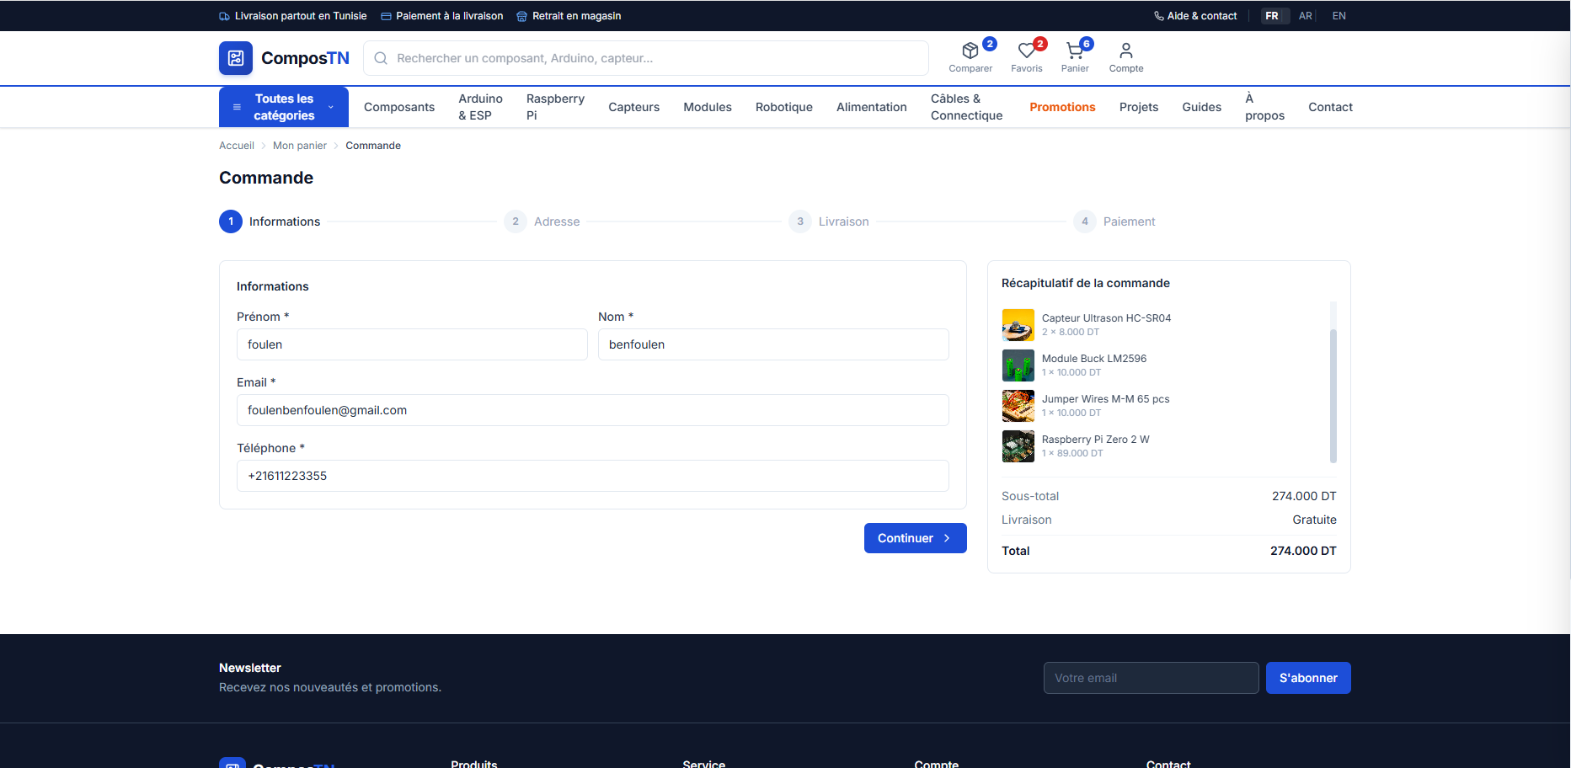 Livraison partout en Tunisie Paiement à la livraison Retrait en magasin Aide & contact FR AR EN
ComposTN Rechercher un composant, Arduino, capteur... 2 2 6
Comparer Favoris Panier Compte
Toutes les catégories Composants Arduino & ESP Raspberry Pi Capteurs Modules Robotique Alimentation Câbles & Connectique Promotions Projets Guides À propos Contact
Accueil > Mon panier > Commande
Commande
1 Informations 2 Adresse 3 Livraison 4 Paiement
Informations
Prénom * Nom *
foulen benfoulen
Email *
foulenbenfoulen@gmail.com
Téléphone *
+21611223355
Continuer
Récapitulatif de la commande
Capteur Ultrason HC-SR04
2 × 8.000 DT
Module Buck LM2596
1 × 10.000 DT
Jumper Wires M-M 65 pcs
1 × 10.000 DT
Raspberry Pi Zero 2 W
1 × 89.000 DT
Sous-total 274.000 DT
Livraison Gratuite
Total 274.000 DT
Newsletter
Recevez nos nouveautés et promotions.
Votre email S'abonner
ComposTN Produits Service Compte Contact